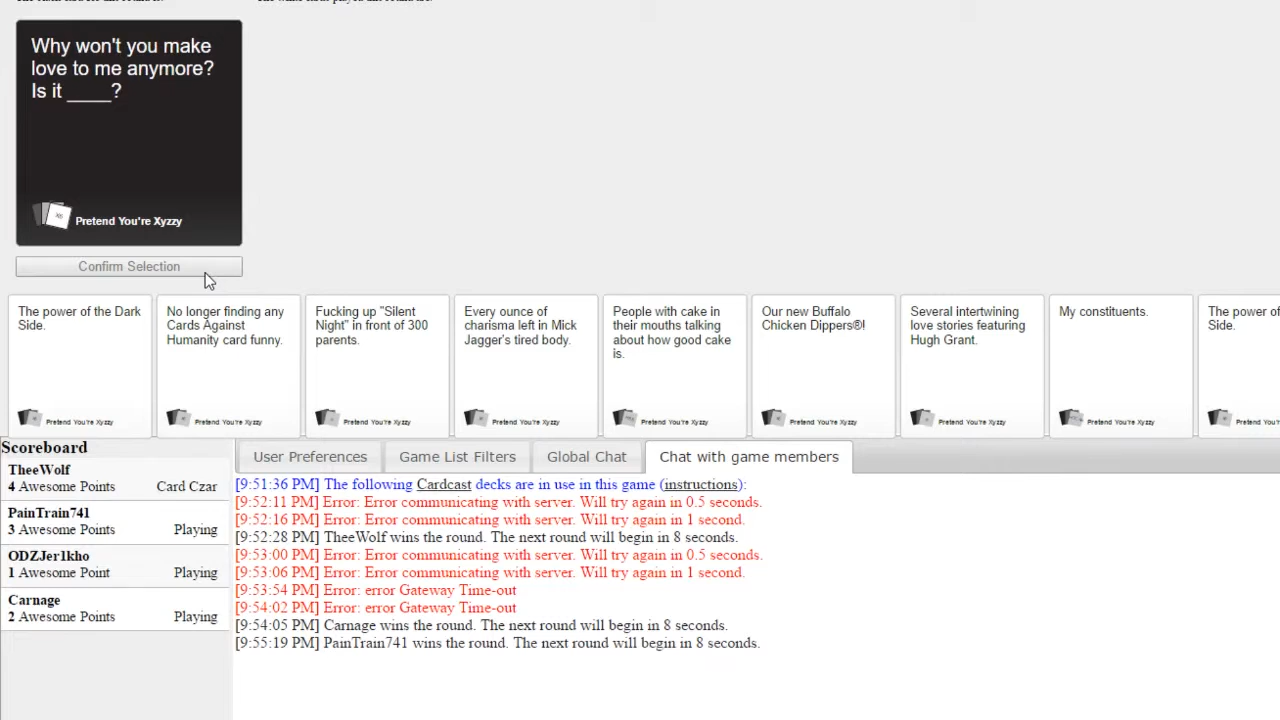 Why won't you make
love to me anymore?
Is it ____?
Pretend You're Xyzzy
Confirm Selection
The power of the Dark
Side.
Pretend You're Xyzzy
No longer finding any
Cards Against
Humanity card funny.
Pretend You're Xyzzy
Fucking up "Silent
Night" in front of 300
parents.
Pretend You're Xyzzy
Every ounce of
charisma left in Mick
Jagger's tired body.
Pretend You're Xyzzy
People with cake in
their mouths talking
about how good cake
is.
Pretend You're Xyzzy
Our new Buffalo
Chicken Dippers®!
Pretend You're Xyzzy
Several intertwining
love stories featuring
Hugh Grant.
Pretend You're Xyzzy
My constituents.
Pretend You're Xyzzy
The power of
Side.
Pretend You're
Scoreboard
TheeWolf
4 Awesome Points Card Czar
PainTrain741
3 Awesome Points Playing
ODZJer1kho
1 Awesome Point Playing
Carnage
2 Awesome Points Playing
User Preferences Game List Filters Global Chat Chat with game members
[9:51:36 PM] The following Cardcast decks are in use in this game (instructions):
[9:52:11 PM] Error: Error communicating with server. Will try again in 0.5 seconds.
[9:52:16 PM] Error: Error communicating with server. Will try again in 1 second.
[9:52:28 PM] TheeWolf wins the round. The next round will begin in 8 seconds.
[9:53:00 PM] Error: Error communicating with server. Will try again in 0.5 seconds.
[9:53:06 PM] Error: Error communicating with server. Will try again in 1 second.
[9:53:54 PM] Error: error Gateway Time-out
[9:54:02 PM] Error: error Gateway Time-out
[9:54:05 PM] Carnage wins the round. The next round will begin in 8 seconds.
[9:55:19 PM] PainTrain741 wins the round. The next round will begin in 8 seconds.